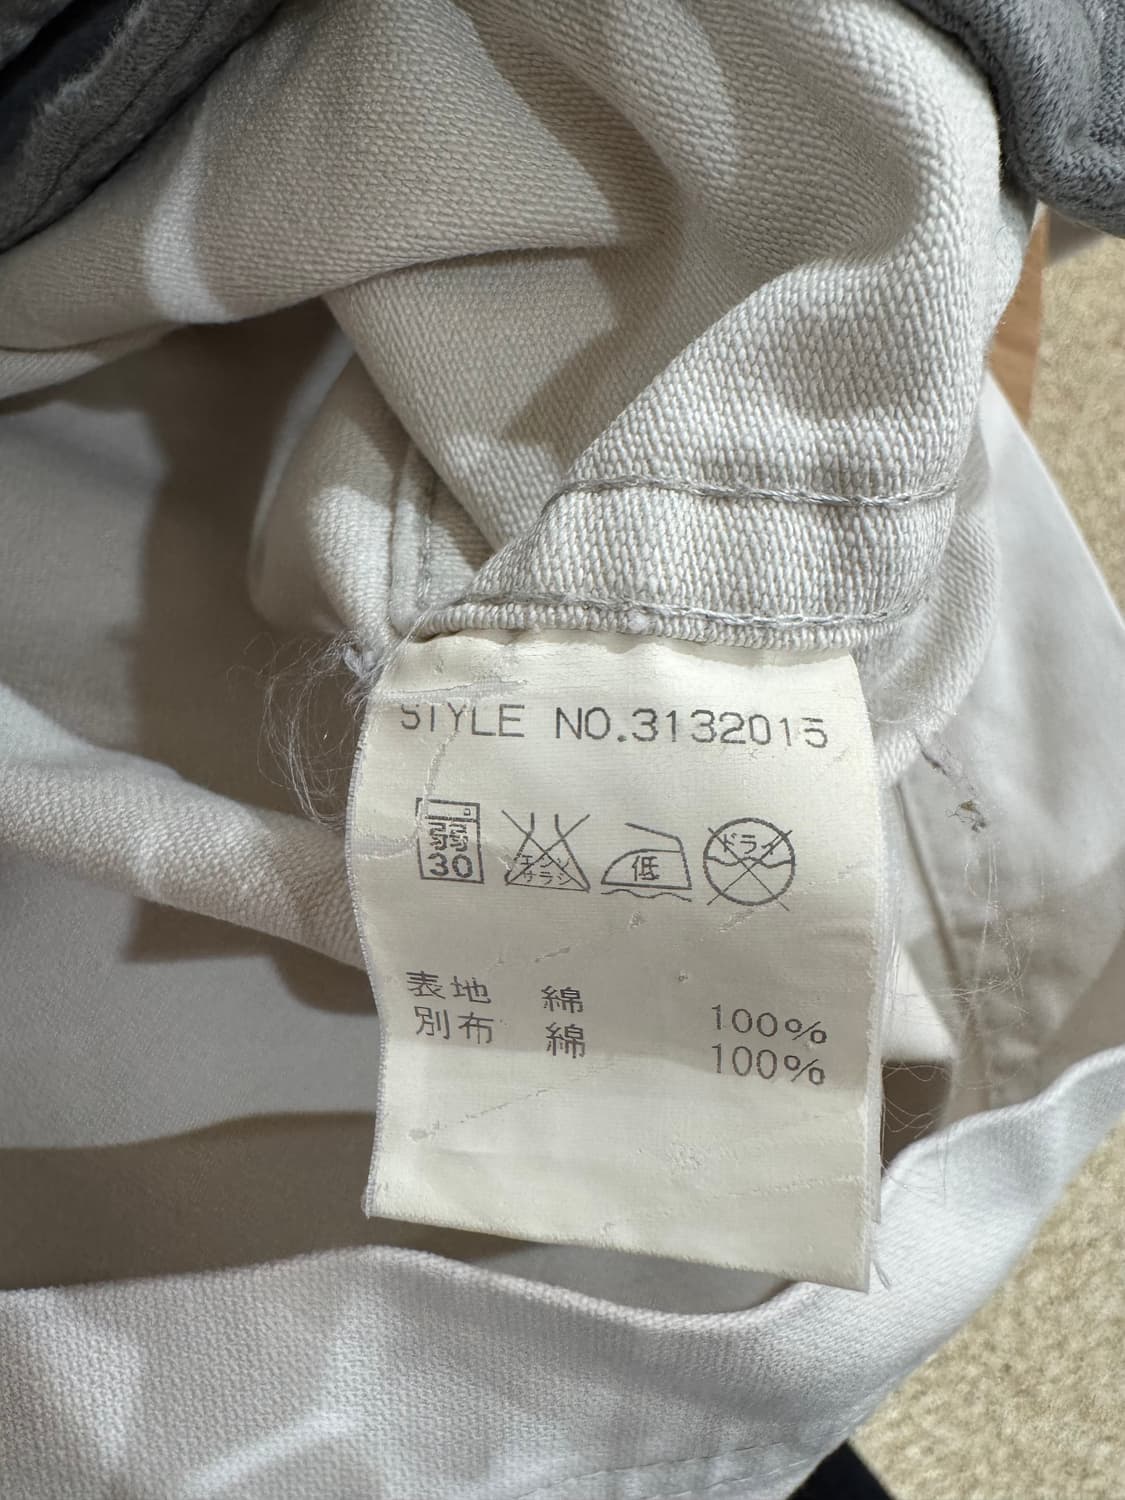 STYLE NO.3132015
弱 30
エンソ サラシ
低
ドライ
表地 綿 100%
別布 綿 100%